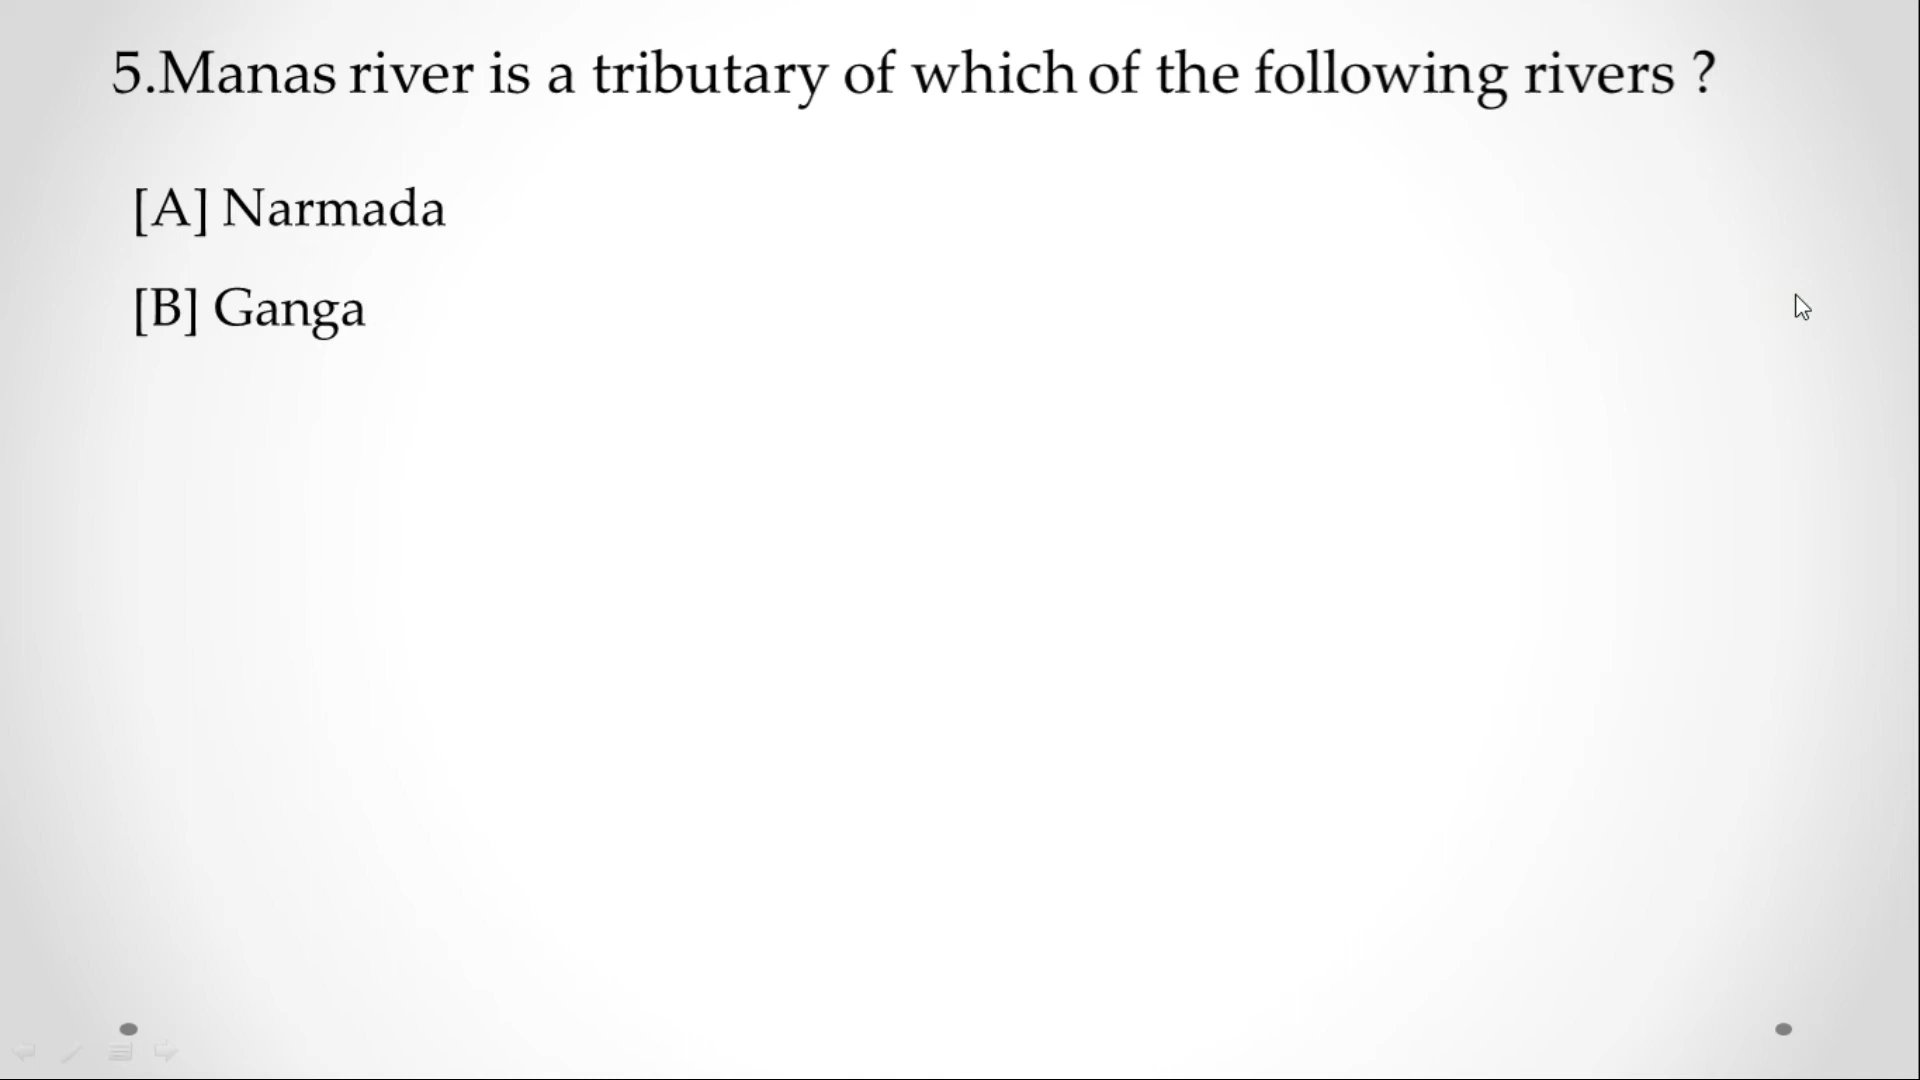 5.Manas river is a tributary of which of the following rivers ?
[A] Narmada
[B] Ganga